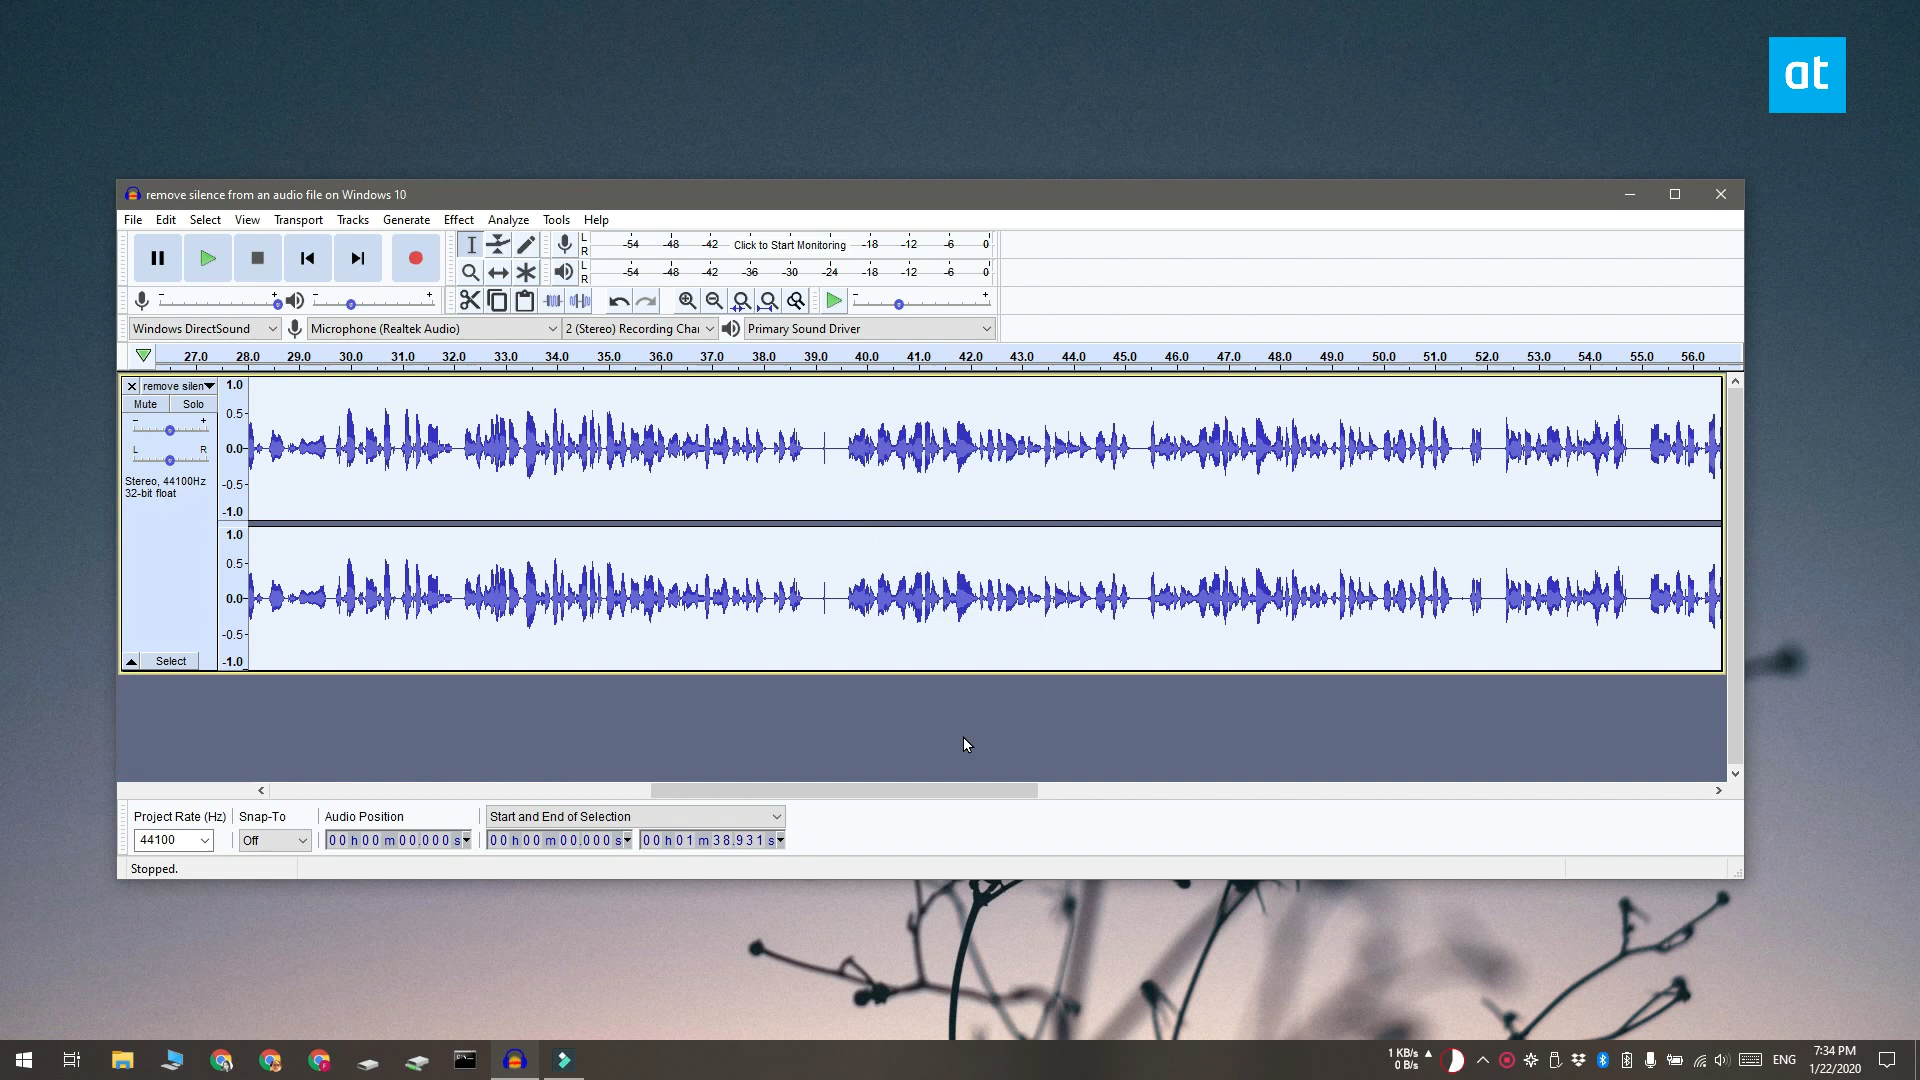 at
remove silence from an audio file on Windows 10
File Edit Select View Transport Tracks Generate Effect Analyze Tools Help
L R -54 -48 -42 Click to Start Monitoring -18 -12 -6 0
L R -54 -48 -42 -36 -30 -24 -18 -12 -6 0
Windows DirectSound Microphone (Realtek Audio) 2 (Stereo) Recording Chai Primary Sound Driver
27.0 28.0 29.0 30.0 31.0 32.0 33.0 34.0 35.0 36.0 37.0 38.0 39.0 40.0 41.0 42.0 43.0 44.0 45.0 46.0 47.0 48.0 49.0 50.0 51.0 52.0 53.0 54.0 55.0 56.0
remove silen 1.0
Mute Solo
0.5
L R 0.0
Stereo, 44100Hz -0.5
32-bit float
-1.0
1.0
0.5
0.0
-0.5
Select -1.0
Project Rate (Hz) Snap-To Audio Position Start and End of Selection
44100 Off 00 h 00 m 00.000 s 00 h 00 m 00.000 s 00 h 01 m 38.931 s
Stopped.
1 KB/s
0 B/s
ENG
7:34 PM
1/22/2020